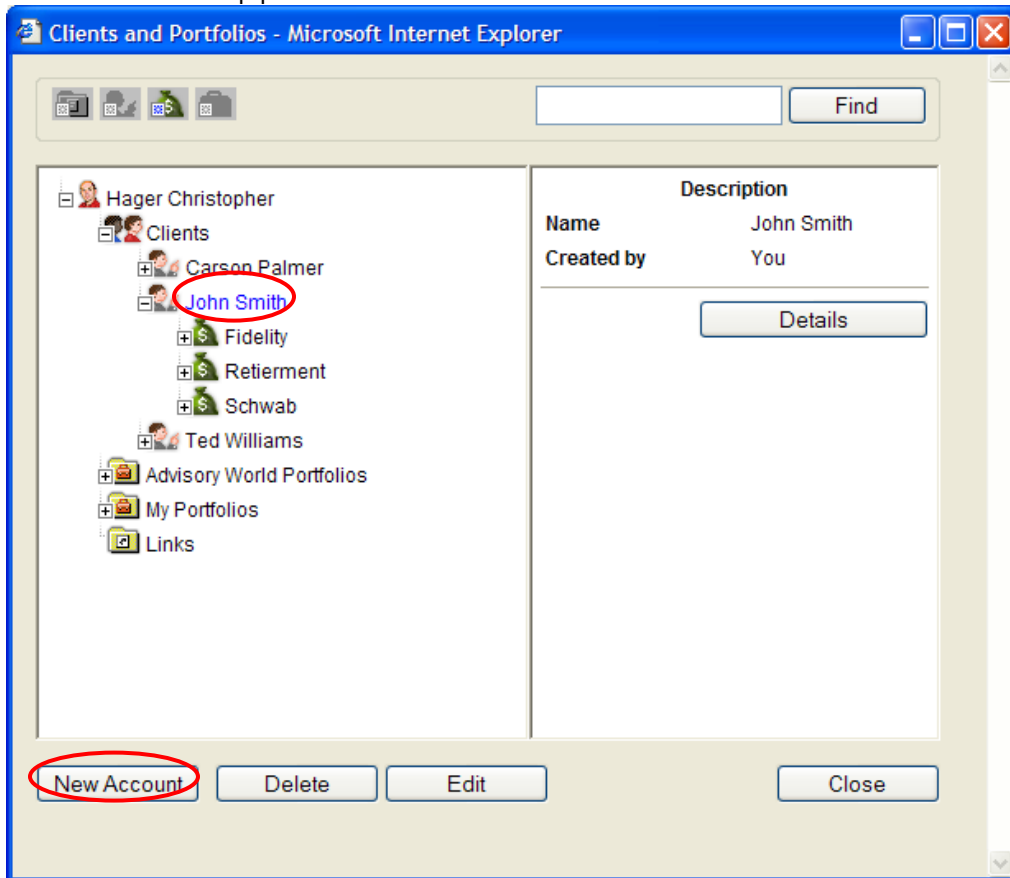 Clients and Portfolios - Microsoft Internet Explorer
Find
Hager Christopher
Clients
Carson Palmer
John Smith
Fidelity
Retierment
Schwab
Ted Williams
Advisory World Portfolios
My Portfolios
Links
Description
Name John Smith
Created by You
Details
New Account Delete Edit Close